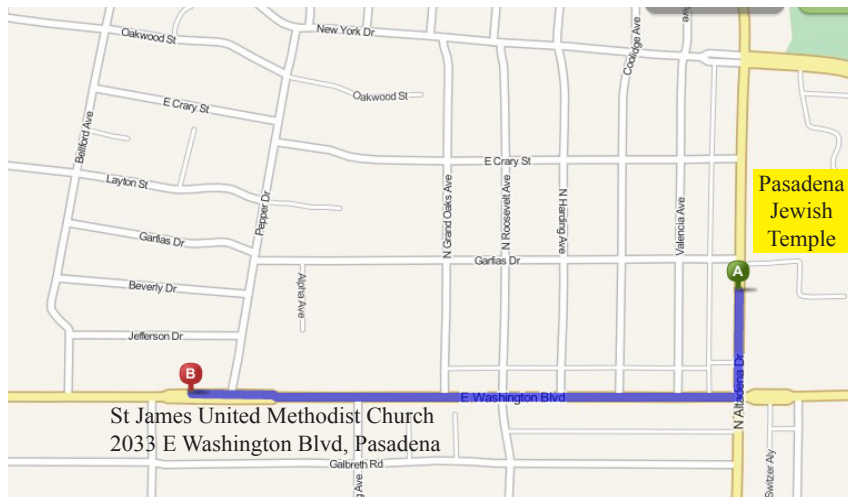 Oakwood St
New York Dr
Coolidge Ave
Ave
Oakwood St
E Crary St
Bellford Ave
E Crary St
Layton St
Pepper Dr
N Grand Oaks Ave
N Roosevelt Ave
N Harding Ave
Valencia Ave
Pasadena
Jewish
Temple
Garfias Dr
Garfias Dr
A
Beverly Dr
Alpha Ave
Jefferson Dr
B
E Washington Blvd
N Altadena Dr
St James United Methodist Church
2033 E Washington Blvd, Pasadena
Galbreth Rd
g Ave
Switzer Aly